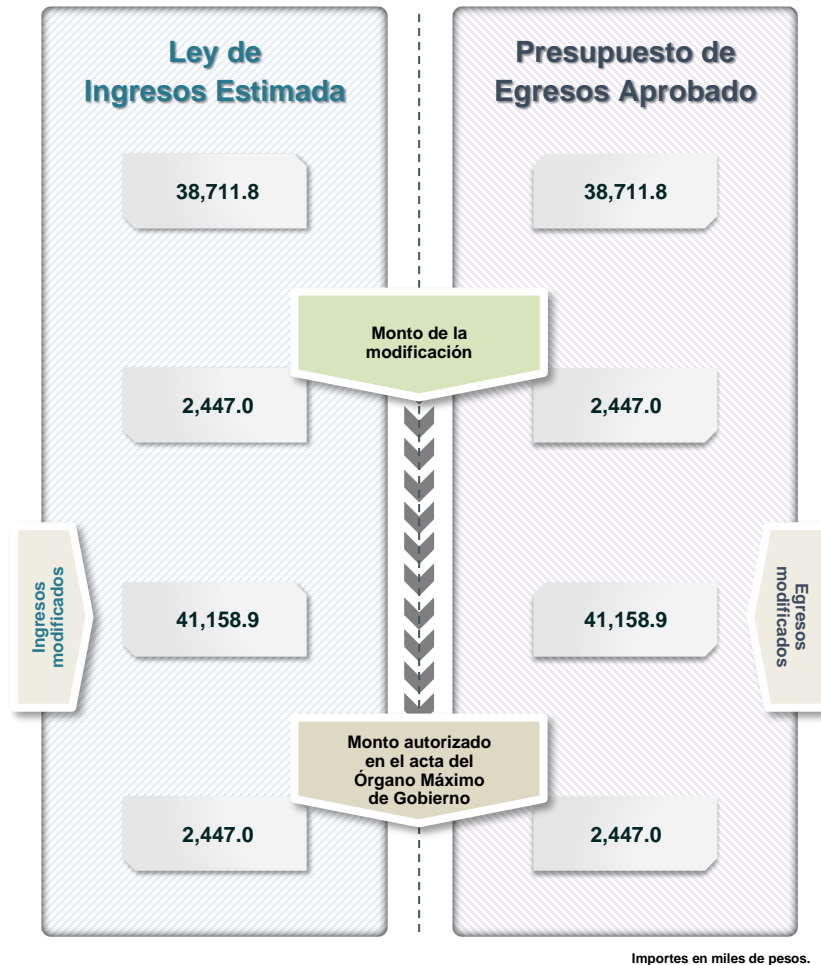 Ley de
Ingresos Estimada
Presupuesto de
Egresos Aprobado
38,711.8
38,711.8
Monto de la
modificación
2,447.0
2,447.0
Ingresos
modificados
41,158.9
41,158.9
Egresos
modificados
Monto autorizado
en el acta del
Órgano Máximo
de Gobierno
2,447.0
2,447.0
Importes en miles de pesos.